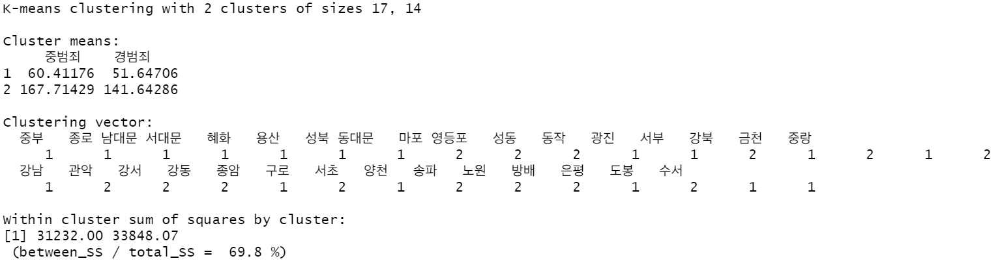 K-means clustering with 2 clusters of sizes 17, 14
Cluster means:
중범죄 경범죄
1 60.41176 51.64706
2 167.71429 141.64286
Clustering vector:
중부 종로 남대문 서대문 혜화 용산 성북 동대문 마포 영등포 성동 동작 광진 서부 강북 금천 중랑
1 1 1 1 1 1 1 2 2 2 1 1 2 1 2 1 2
강남 관악 강서 강동 종암 구로 서초 양천 송파 노원 방배 은평 도봉 수서
1 2 2 2 1 2 1 2 2 2 1 2 1 1
Within cluster sum of squares by cluster:
[1] 31232.00 33848.07
(between_SS / total_SS = 69.8 %)